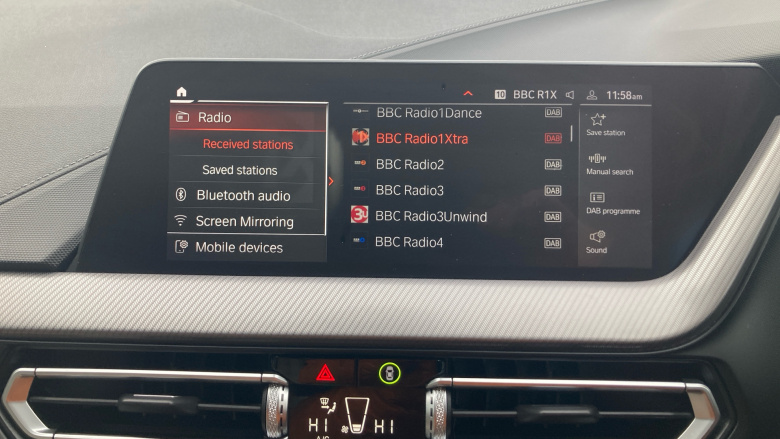 10 BBC R1X 11:58am
Radio
Received stations
Saved stations
Bluetooth audio
Screen Mirroring
Mobile devices
BBC Radio1Dance DAB
BBC Radio1Xtra DAB
BBC Radio2 DAB
BBC Radio3 DAB
BBC Radio3Unwind DAB
BBC Radio4 DAB
Save station
Manual search
DAB programme
Sound
HI HI
A/C